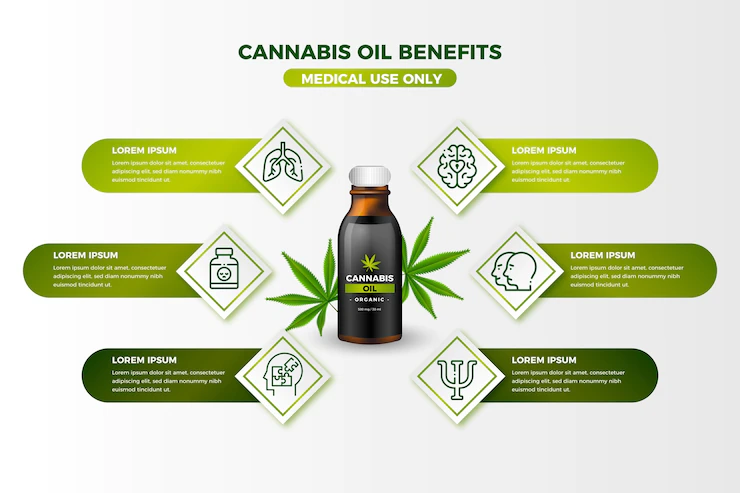 CANNABIS OIL BENEFITS
MEDICAL USE ONLY
LOREM IPSUM
Lorem ipsum dolor sit amet, consectetuer
adipiscing elit, sed diam nonummy nibh
euismod tincidunt ut.
LOREM IPSUM
Lorem ipsum dolor sit amet, consectetuer
adipiscing elit, sed diam nonummy nibh
euismod tincidunt ut.
LOREM IPSUM
Lorem ipsum dolor sit amet, consectetuer
adipiscing elit, sed diam nonummy nibh
euismod tincidunt ut.
CANNABIS
OIL
- ORGANIC -
LOREM IPSUM
Lorem ipsum dolor sit amet, consectetuer
adipiscing elit, sed diam nonummy nibh
euismod tincidunt ut.
LOREM IPSUM
Lorem ipsum dolor sit amet, consectetuer
adipiscing elit, sed diam nonummy nibh
euismod tincidunt ut.
LOREM IPSUM
Lorem ipsum dolor sit amet, consectetuer
adipiscing elit, sed diam nonummy nibh
euismod tincidunt ut.